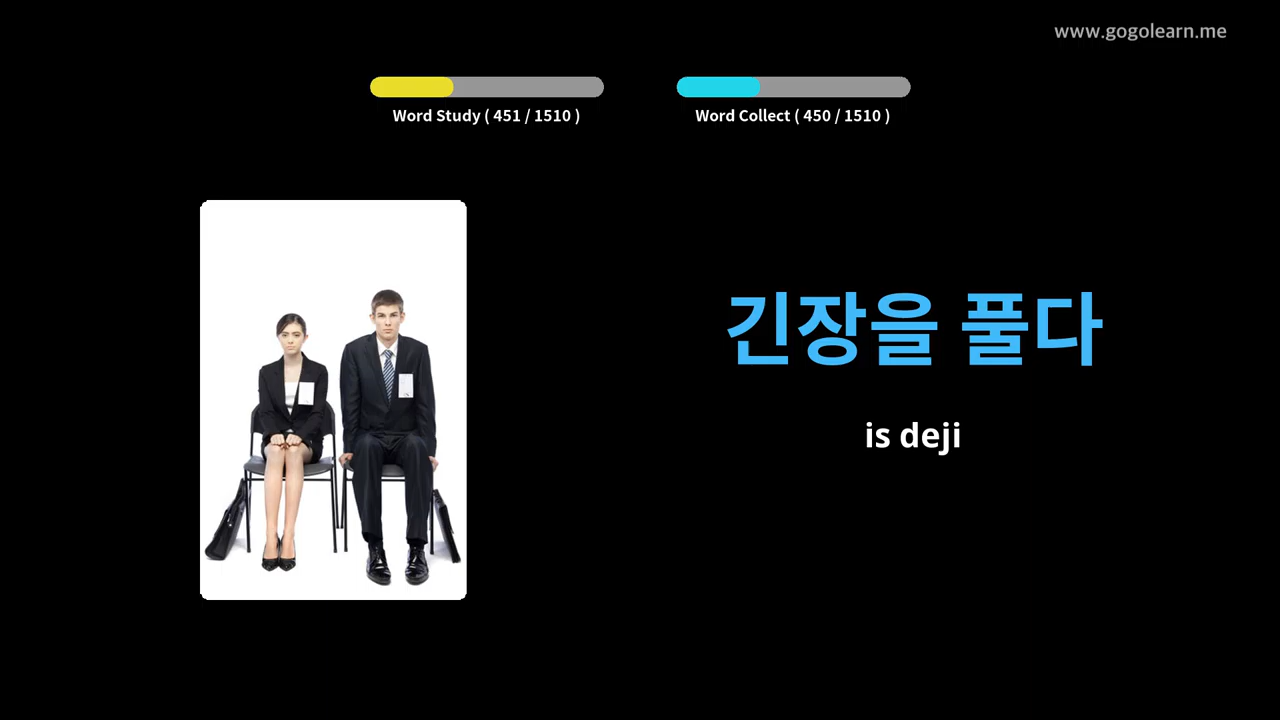 www.gogolearn.me
Word Study ( 451 / 1510 )
Word Collect ( 450 / 1510 )
긴장을 풀다
is deji